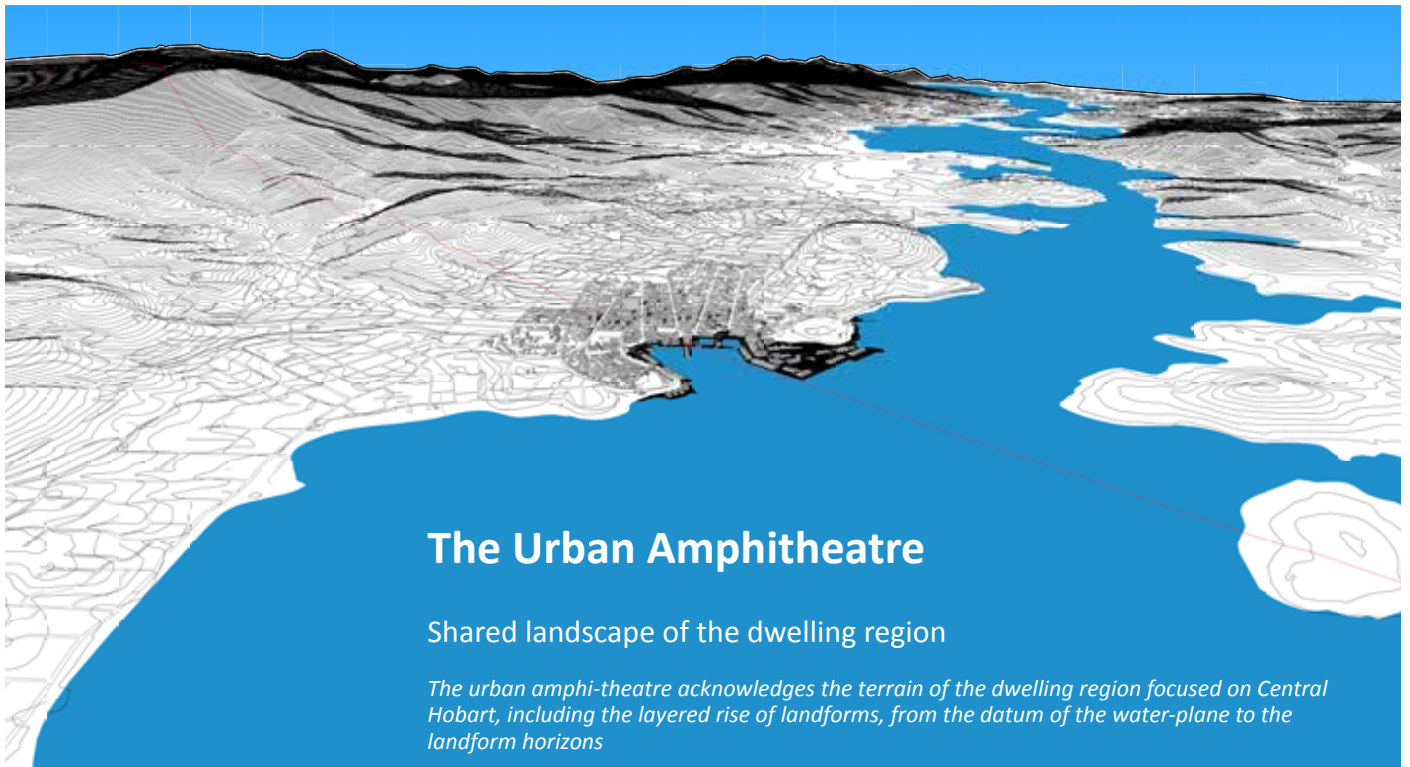 The Urban Amphitheatre
Shared landscape of the dwelling region
The urban amphi-theatre acknowledges the terrain of the dwelling region focused on Central
Hobart, including the layered rise of landforms, from the datum of the water-plane to the
landform horizons